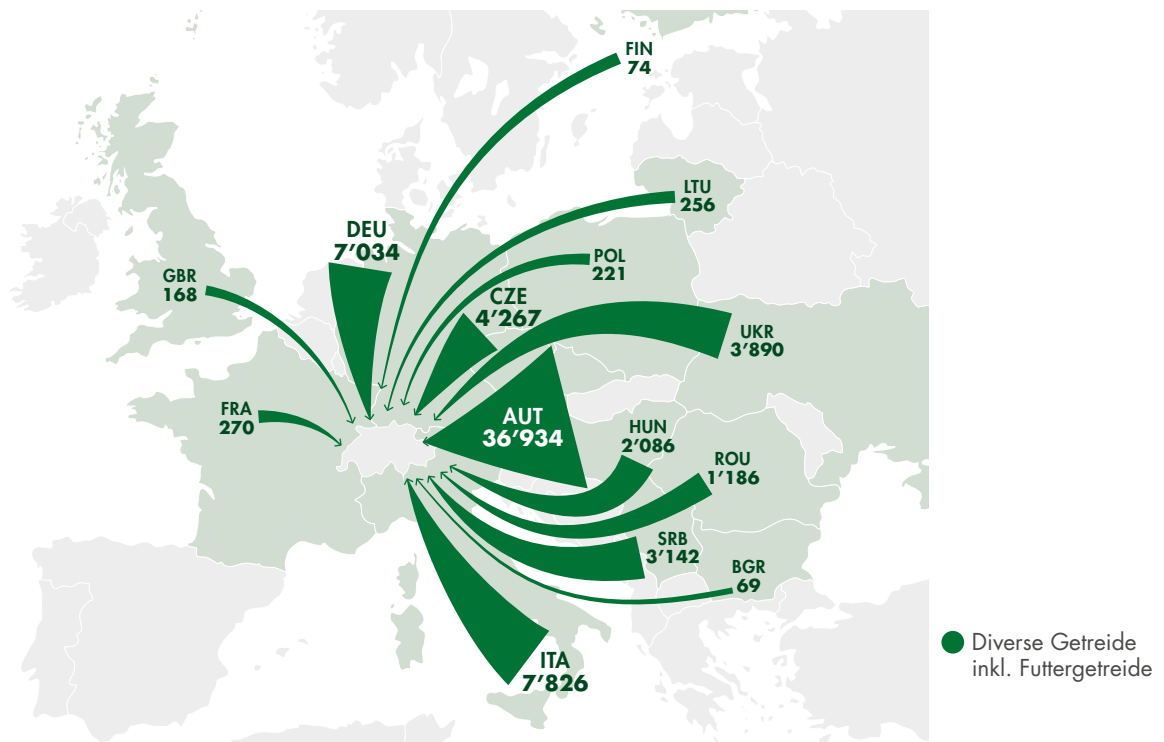 FIN
74
LTU
256
DEU
7’034
POL
221
GBR
168
CZE
4’267
UKR
3’890
FRA
270
AUT
36’934
HUN
2’086
ROU
1’186
SRB
3’142
BGR
69
ITA
7’826
Diverse Getreide
inkl. Futtergetreide